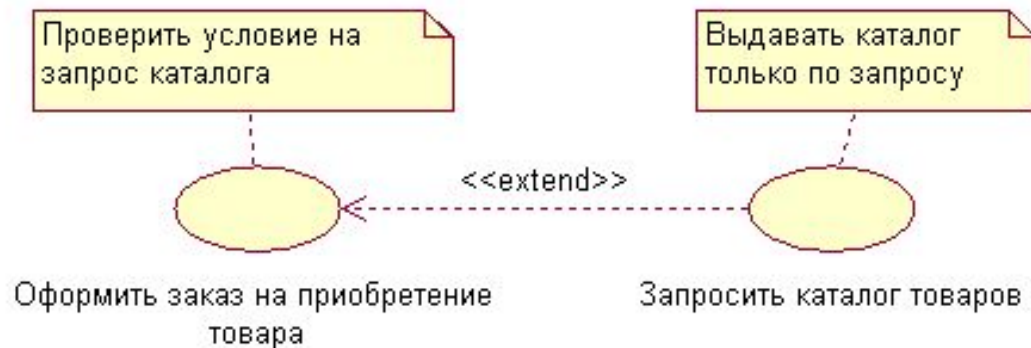 Проверить условие на
запрос каталога
Выдавать каталог
только по запросу
<<extend>>
Оформить заказ на приобретение
товара
Запросить каталог товаров